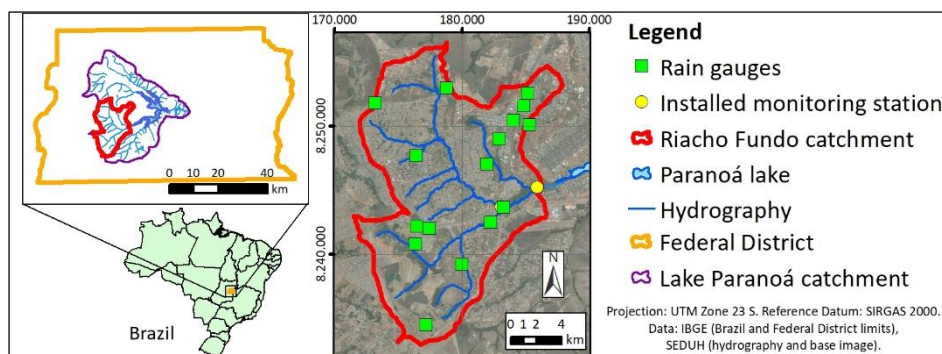 170.000 180.000 190.000
8.250.000
8.240.000
0 10 20 40
km
Brazil
N
0 1 2 4
km
Legend
Rain gauges
Installed monitoring station
Riacho Fundo catchment
Paranoá lake
Hydrography
Federal District
Lake Paranoá catchment
Projection: UTM Zone 23 S. Reference Datum: SIRGAS 2000.
Data: IBGE (Brazil and Federal District limits),
SEDUH (hydrography and base image).